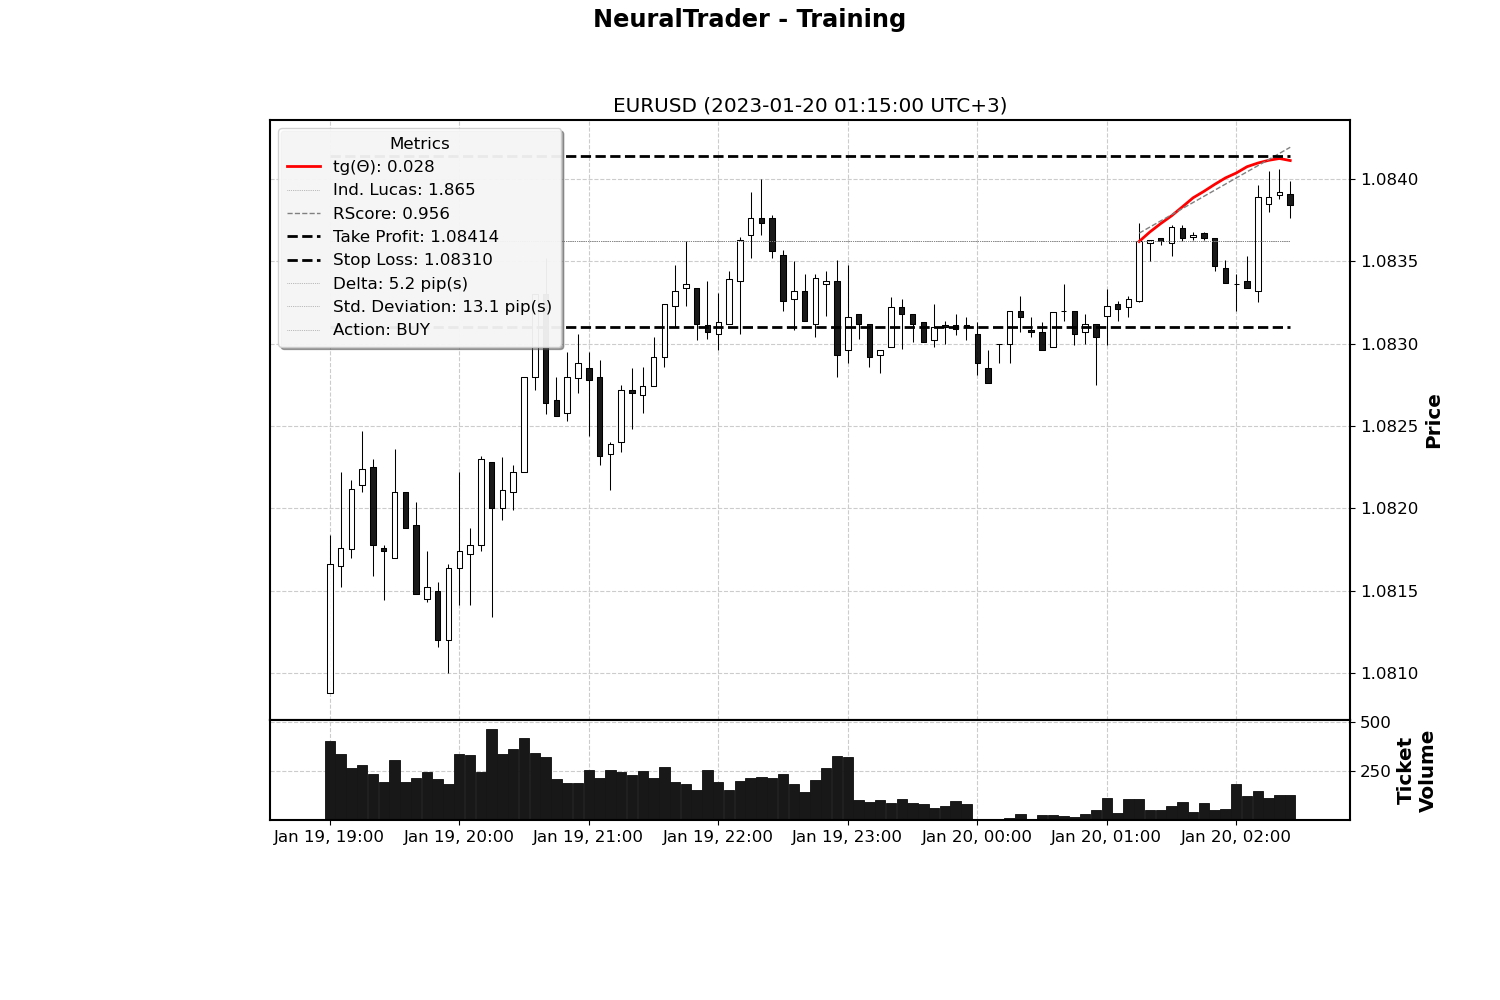 NeuralTrader - Training
EURUSD (2023-01-20 01:15:00 UTC+3)
Metrics
tg(Θ): 0.028
Ind. Lucas: 1.865
RScore: 0.956
Take Profit: 1.08414
Stop Loss: 1.08310
Delta: 5.2 pip(s)
Std. Deviation: 13.1 pip(s)
Action: BUY
1.0840
1.0835
1.0830
1.0825
1.0820
1.0815
1.0810
Price
500
250
Ticket
Volume
Jan 19, 19:00
Jan 19, 20:00
Jan 19, 21:00
Jan 19, 22:00
Jan 19, 23:00
Jan 20, 00:00
Jan 20, 01:00
Jan 20, 02:00